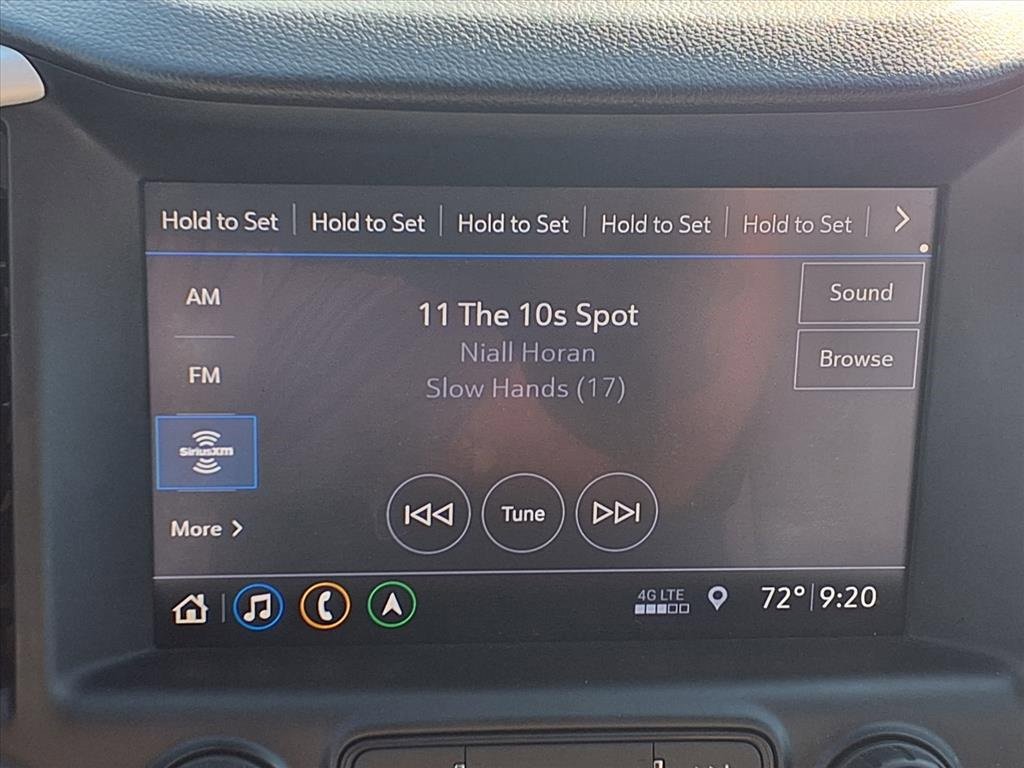 Hold to Set Hold to Set Hold to Set Hold to Set Hold to Set
AM
FM
SiriusXM
More
11 The 10s Spot
Niall Horan
Slow Hands (17)
Sound
Browse
Tune
4G LTE
72° 9:20